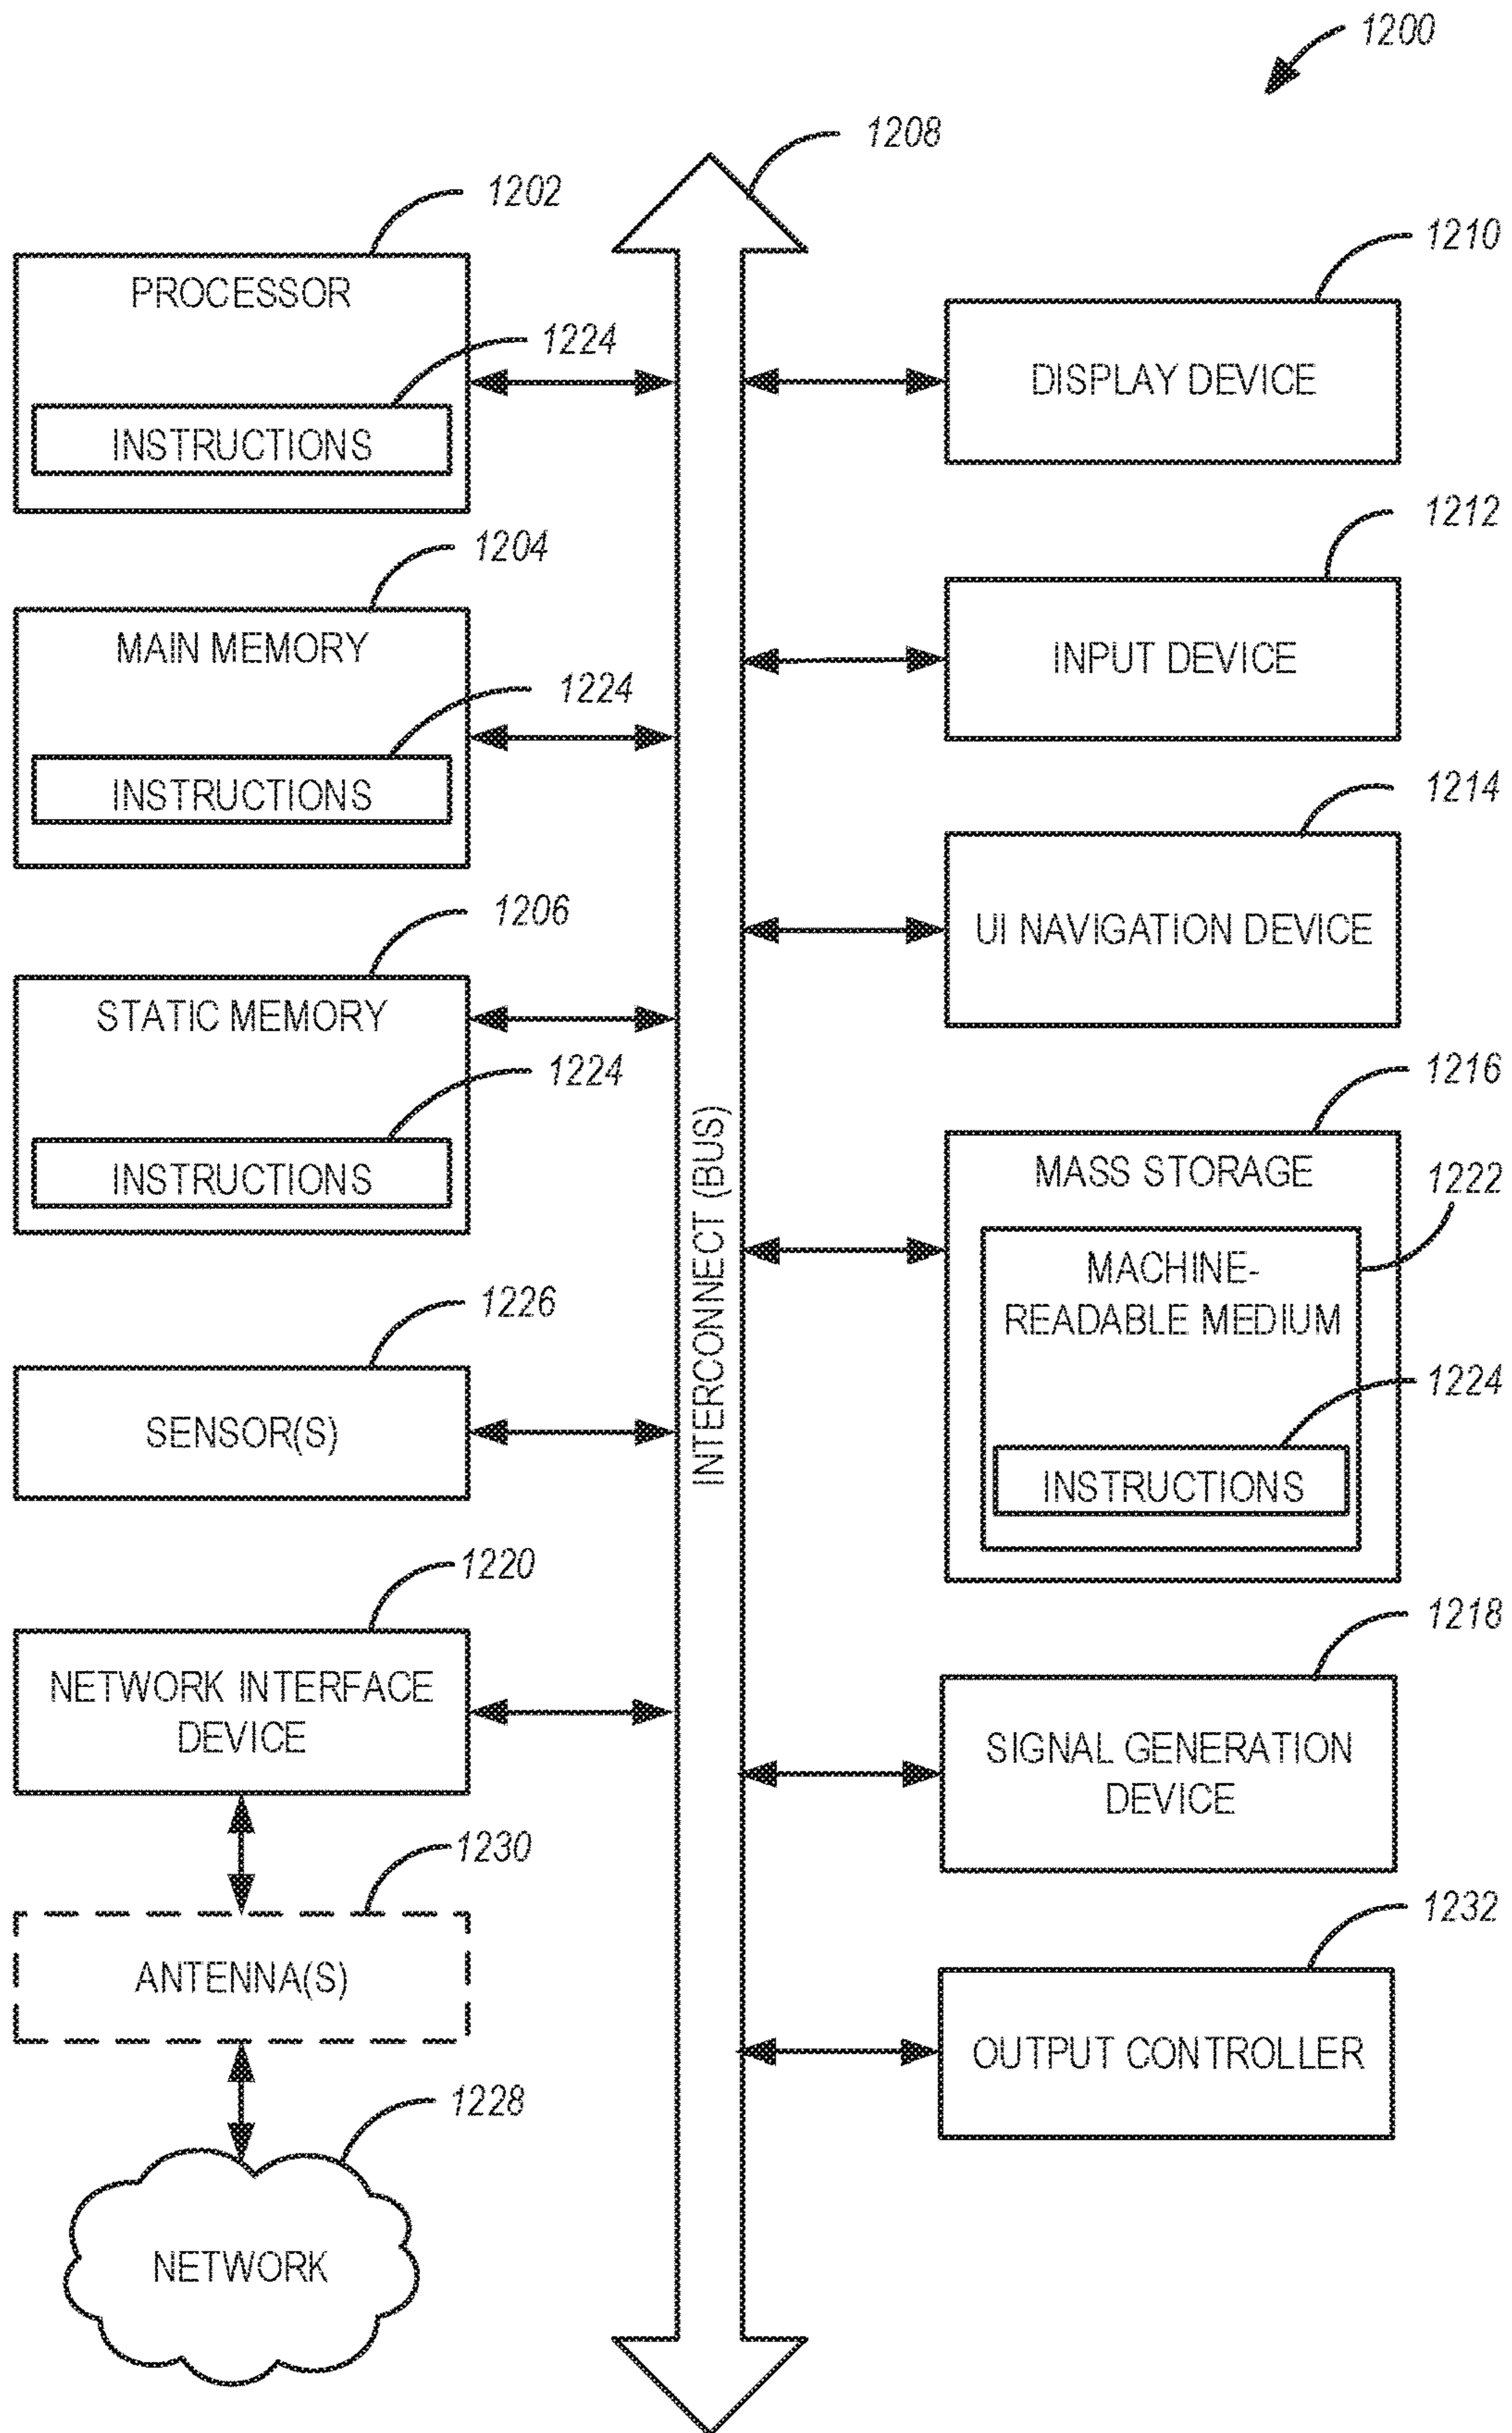 1200
1208
1202
PROCESSOR
1224
INSTRUCTIONS
1204
MAIN MEMORY
1224
INSTRUCTIONS
1206
STATIC MEMORY
1224
INSTRUCTIONS
1226
SENSOR(S)
1220
NETWORK INTERFACE
DEVICE
1230
ANTENNA(S)
1228
NETWORK
INTERCONNECT (BUS)
1210
DISPLAY DEVICE
1212
INPUT DEVICE
1214
UI NAVIGATION DEVICE
1216
MASS STORAGE
1222
MACHINE-
READABLE MEDIUM
1224
INSTRUCTIONS
1218
SIGNAL GENERATION
DEVICE
1232
OUTPUT CONTROLLER